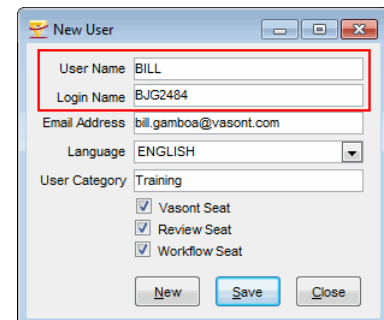 New User
User Name BILL
Login Name BJG2484
Email Address bill.gamboa@vasont.com
Language ENGLISH
User Category Training
Vasont Seat
Review Seat
Workflow Seat
New Save Close